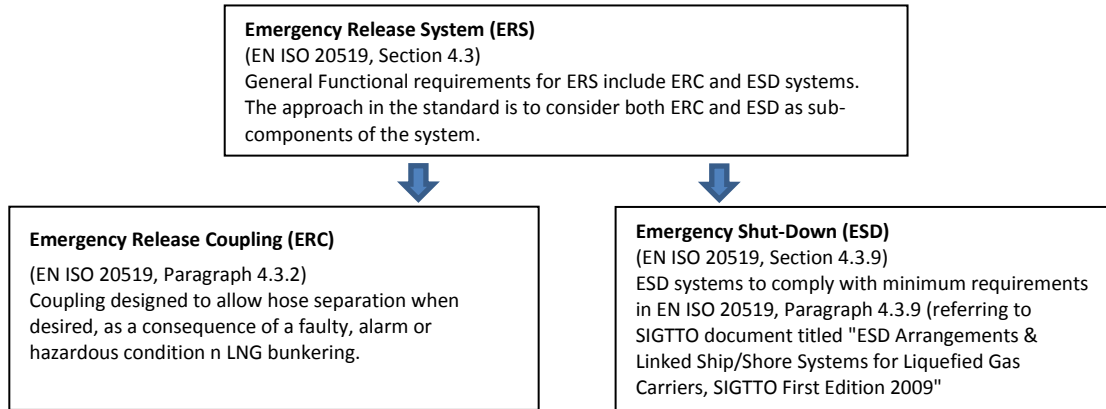 Emergency Release System (ERS)
(EN ISO 20519, Section 4.3)
General Functional requirements for ERS include ERC and ESD systems.
The approach in the standard is to consider both ERC and ESD as sub-
components of the system.
Emergency Release Coupling (ERC)
(EN ISO 20519, Paragraph 4.3.2)
Coupling designed to allow hose separation when
desired, as a consequence of a faulty, alarm or
hazardous condition n LNG bunkering.
Emergency Shut-Down (ESD)
(EN ISO 20519, Section 4.3.9)
ESD systems to comply with minimum requirements
in EN ISO 20519, Paragraph 4.3.9 (referring to
SIGTTO document titled "ESD Arrangements &
Linked Ship/Shore Systems for Liquefied Gas
Carriers, SIGTTO First Edition 2009"